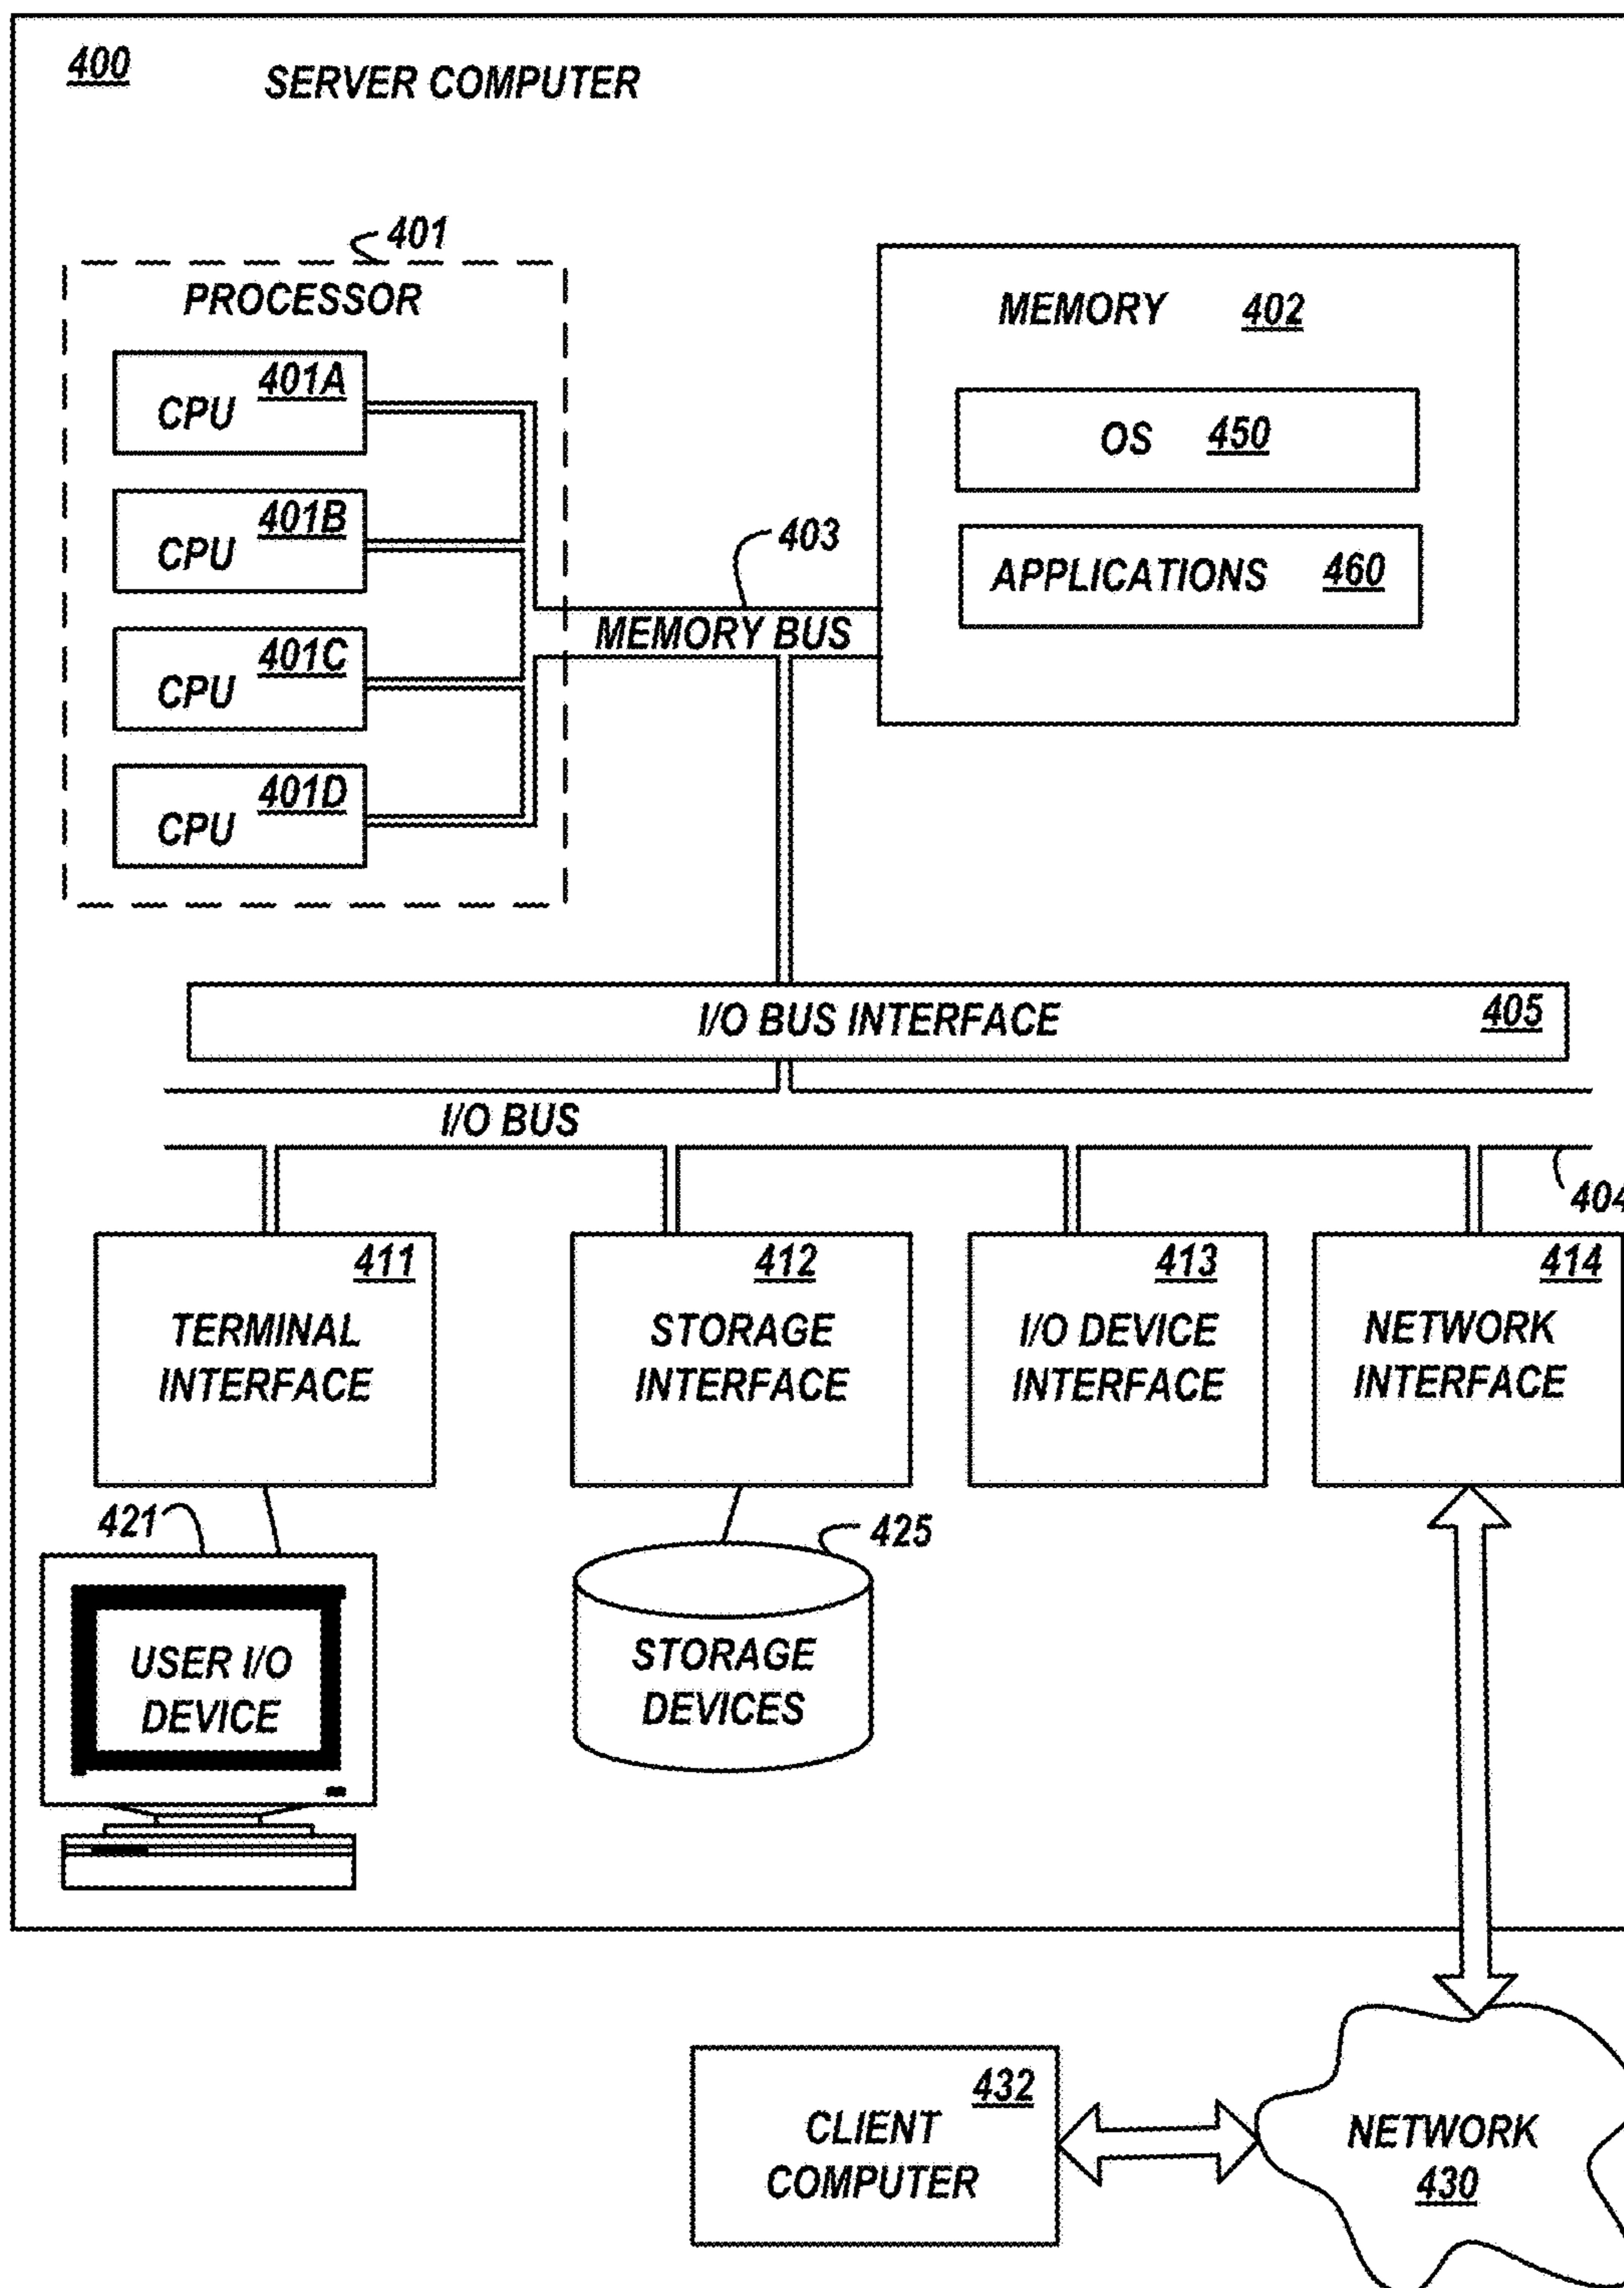 400
SERVER COMPUTER
401
PROCESSOR
401A
CPU
401B
CPU
401C
CPU
401D
CPU
MEMORY 402
OS 450
APPLICATIONS 460
403
MEMORY BUS
I/O BUS INTERFACE 405
I/O BUS
404
411
TERMINAL
INTERFACE
412
STORAGE
INTERFACE
413
I/O DEVICE
INTERFACE
414
NETWORK
INTERFACE
421
USER I/O
DEVICE
425
STORAGE
DEVICES
432
CLIENT
COMPUTER
NETWORK
430